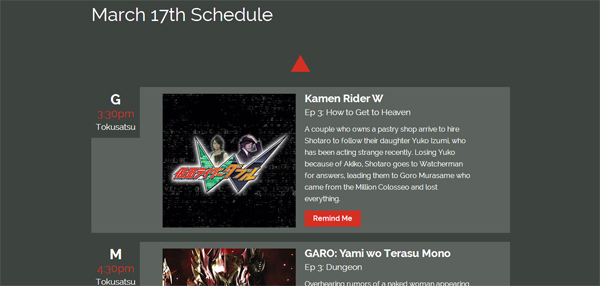 March 17th Schedule
G
3:30pm
Tokusatsu
仮面ライダーダブル
Kamen Rider W
Ep 3: How to Get to Heaven
A couple who owns a pastry shop arrive to hire
Shotaro to follow their daughter Yuko Izumi, who
has been acting strange recently. Losing Yuko
because of Akiko, Shotaro goes to Watcherman
for answers, leading them to Goro Murasame who
came from the Million Colosseo and lost
everything.
Remind Me
M
4:30pm
Tokusatsu
GARO: Yami wo Terasu Mono
Ep 3: Dungeon
Overhearing rumors of a naked woman appearing